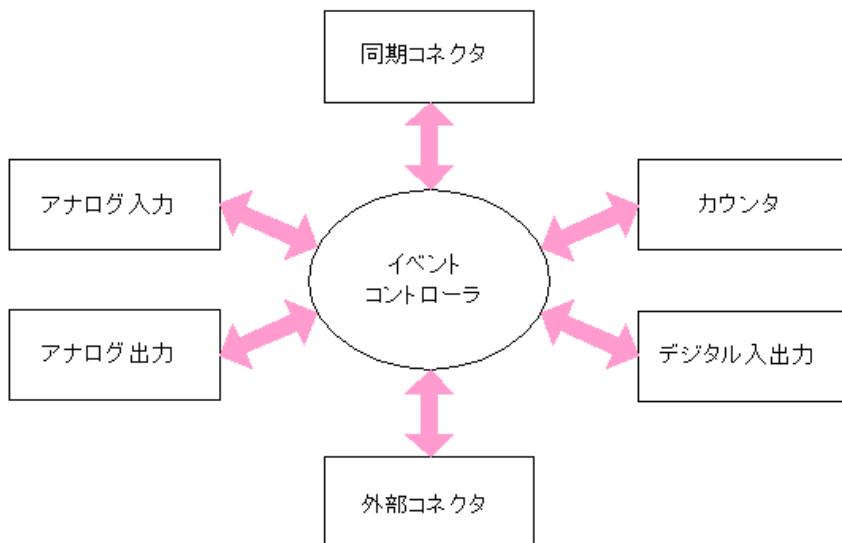 同期コネクタ
アナログ入力
カウンタ
イベント
コントローラ
アナログ出力
デジタル入出力
外部コネクタ